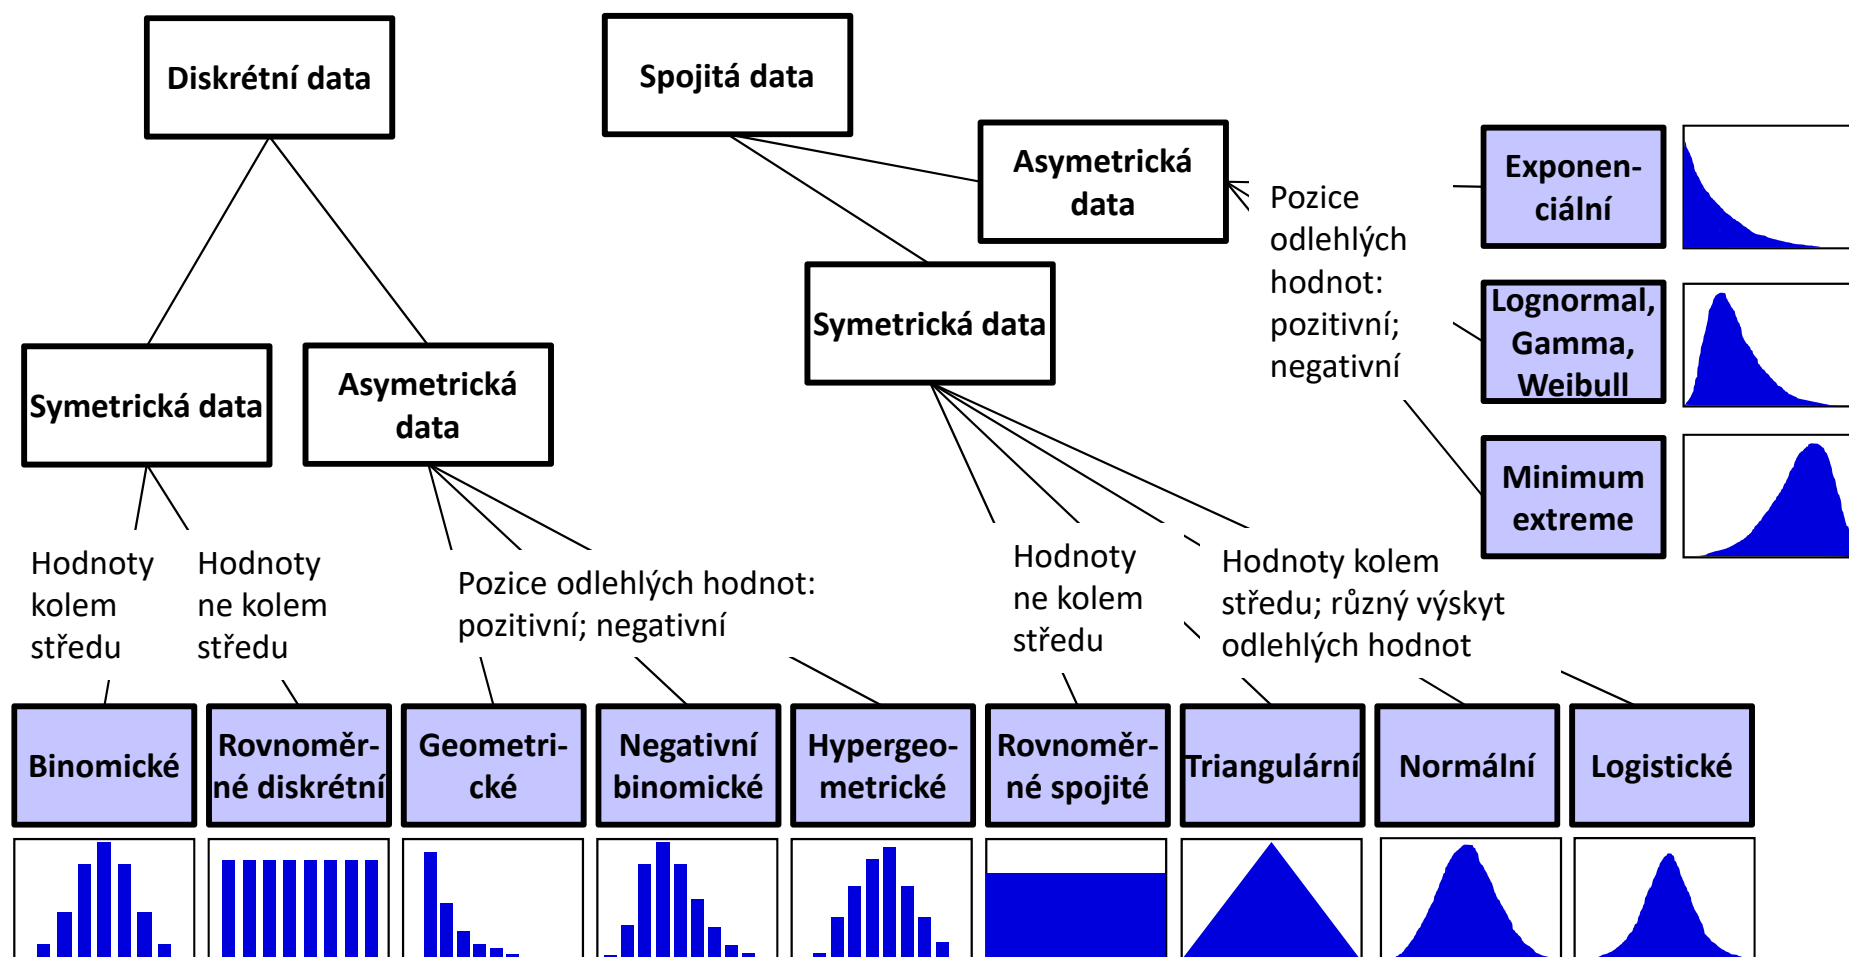 Diskrétní data
Spojitá data
Asymetrická
data
Exponen-
ciální
Pozice
odlehlých
hodnot:
pozitivní;
negativní
Symetrická data
Lognormal,
Gamma,
Weibull
Symetrická data
Asymetrická
data
Minimum
extreme
Hodnoty
kolem
středu
Hodnoty
ne kolem
středu
Pozice odlehlých hodnot:
pozitivní; negativní
Hodnoty
ne kolem
středu
Hodnoty kolem
středu; různý výskyt
odlehlých hodnot
Binomické
Rovnoměr-
né diskrétní
Geometri-
cké
Negativní
binomické
Hypergeo-
metrické
Rovnoměr-
né spojité
Triangulární
Normální
Logistické